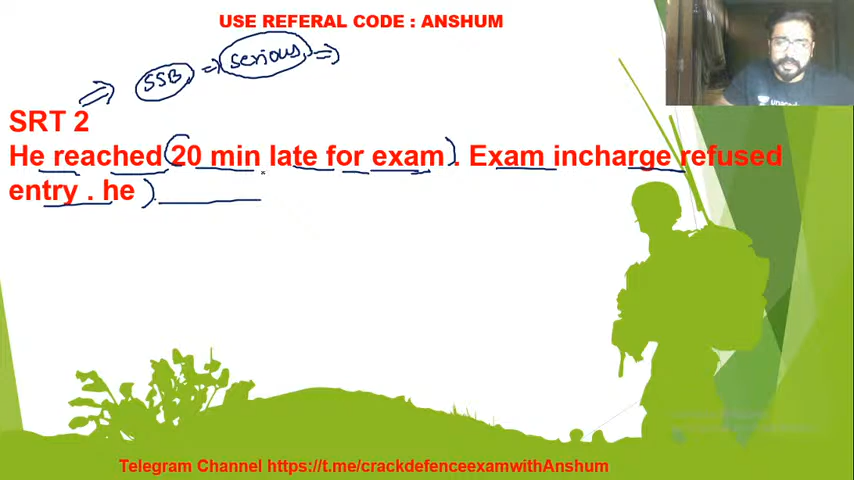 USE REFERAL CODE : ANSHUM
SSB serious
SRT 2
He reached 20 min late for exam . Exam incharge refused
entry . he
Telegram Channel https://t.me/crackdefenceexamwithAnshum